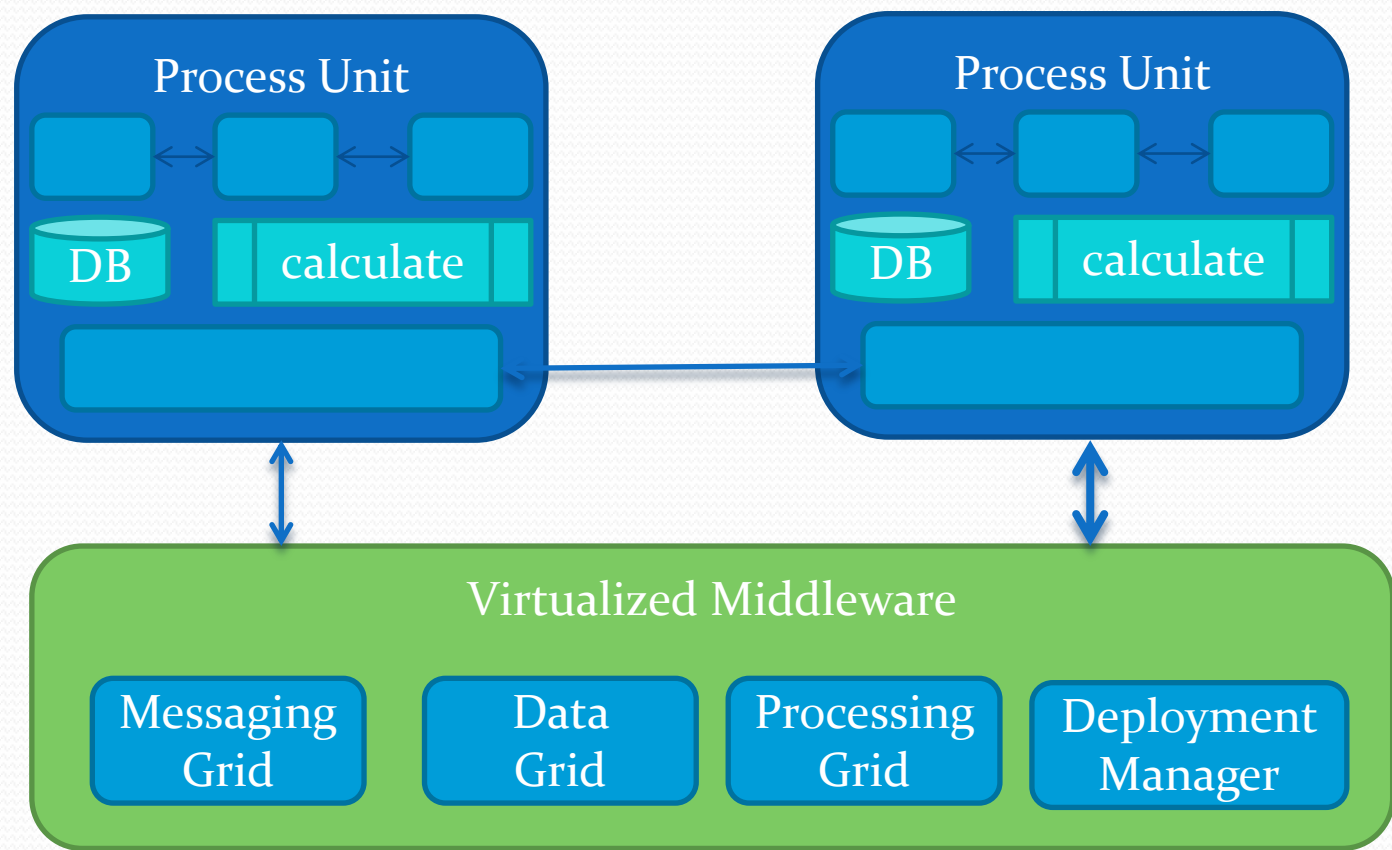 Process Unit
DB
calculate
Process Unit
DB
calculate
Virtualized Middleware
Messaging
Grid
Data
Grid
Processing
Grid
Deployment
Manager